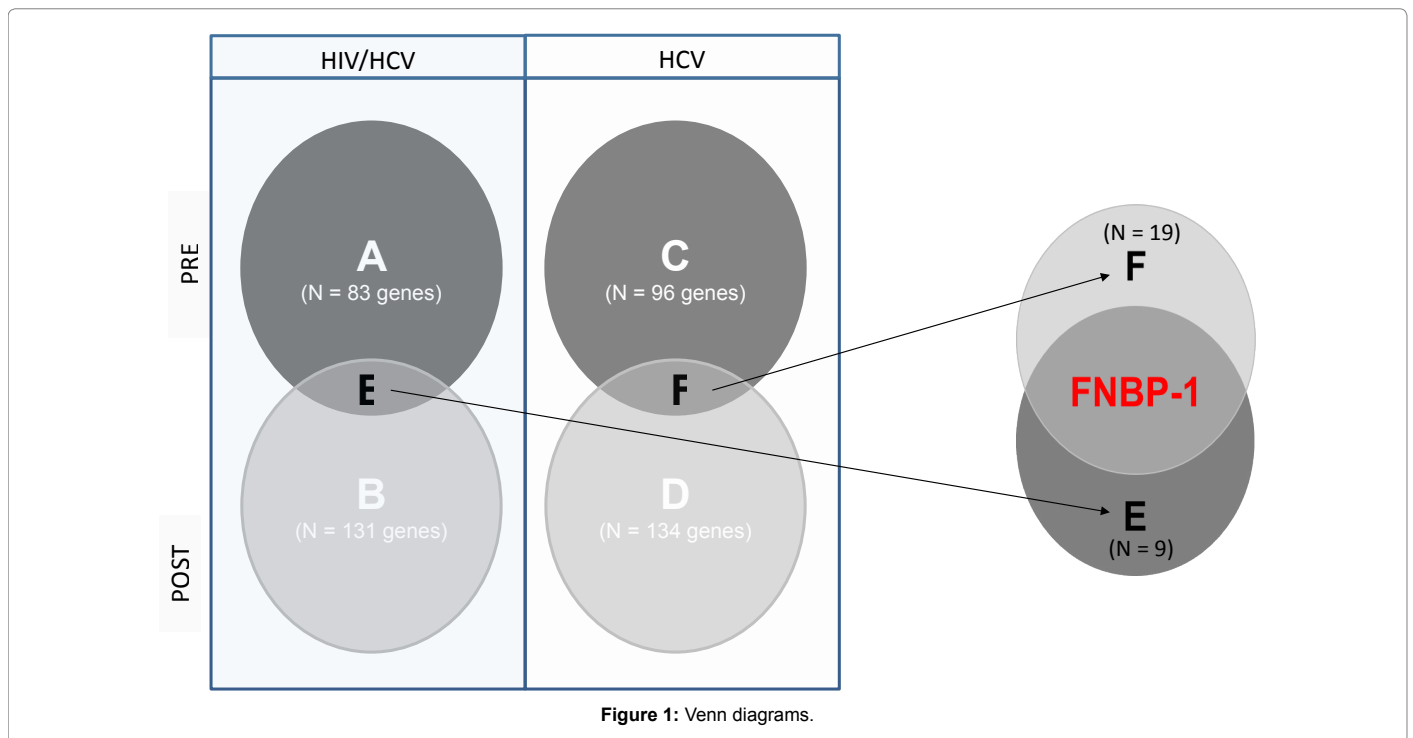 HIV/HCV
HCV
PRE
A
(N = 83 genes)
C
(N = 96 genes)
E
F
POST
B
(N = 131 genes)
D
(N = 134 genes)
(N = 19)
F
FNBP-1
E
(N = 9)
Figure 1: Venn diagrams.